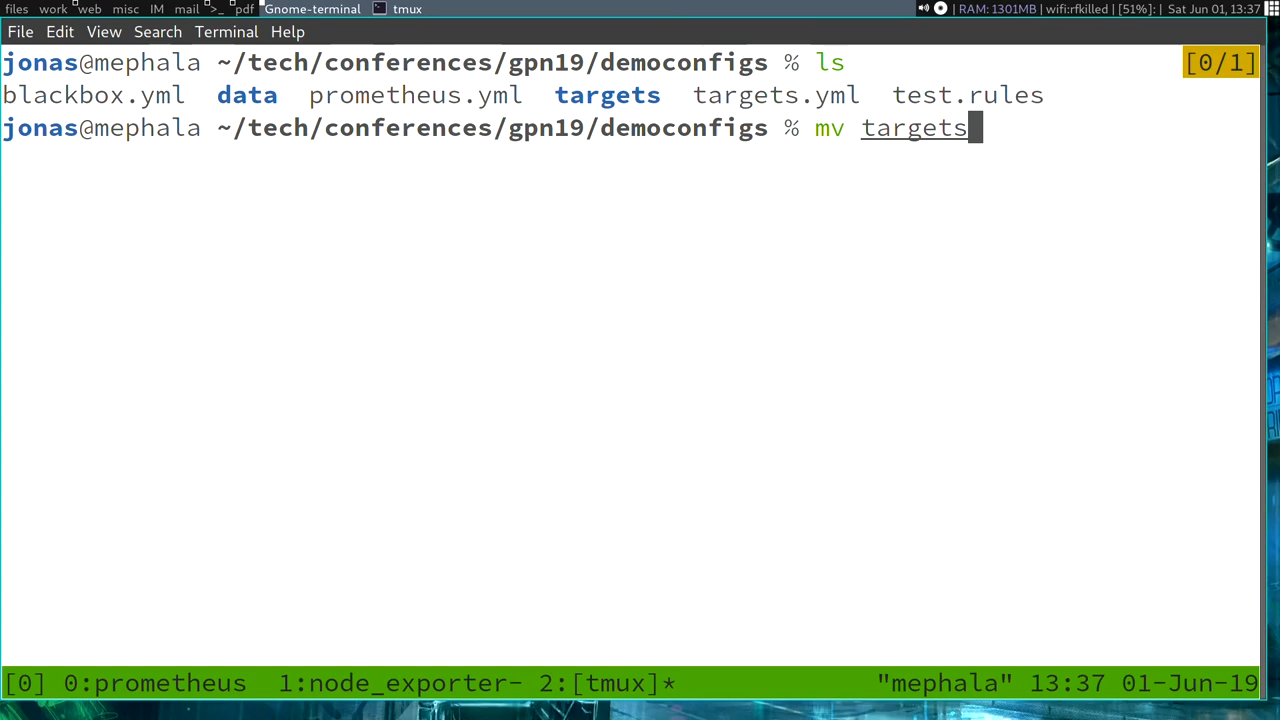 files work web misc IM mail >_ pdf Gnome-terminal tmux | RAM: 1301MB | wifi:rfkilled | [51%]: | Sat Jun 01, 13:37
File Edit View Search Terminal Help
jonas@mephala ~/tech/conferences/gpn19/democonfigs % ls [0/1]
blackbox.yml data prometheus.yml targets targets.yml test.rules
jonas@mephala ~/tech/conferences/gpn19/democonfigs % mv targets
[0] 0:prometheus 1:node_exporter- 2:[tmux]* "mephala" 13:37 01-Jun-19